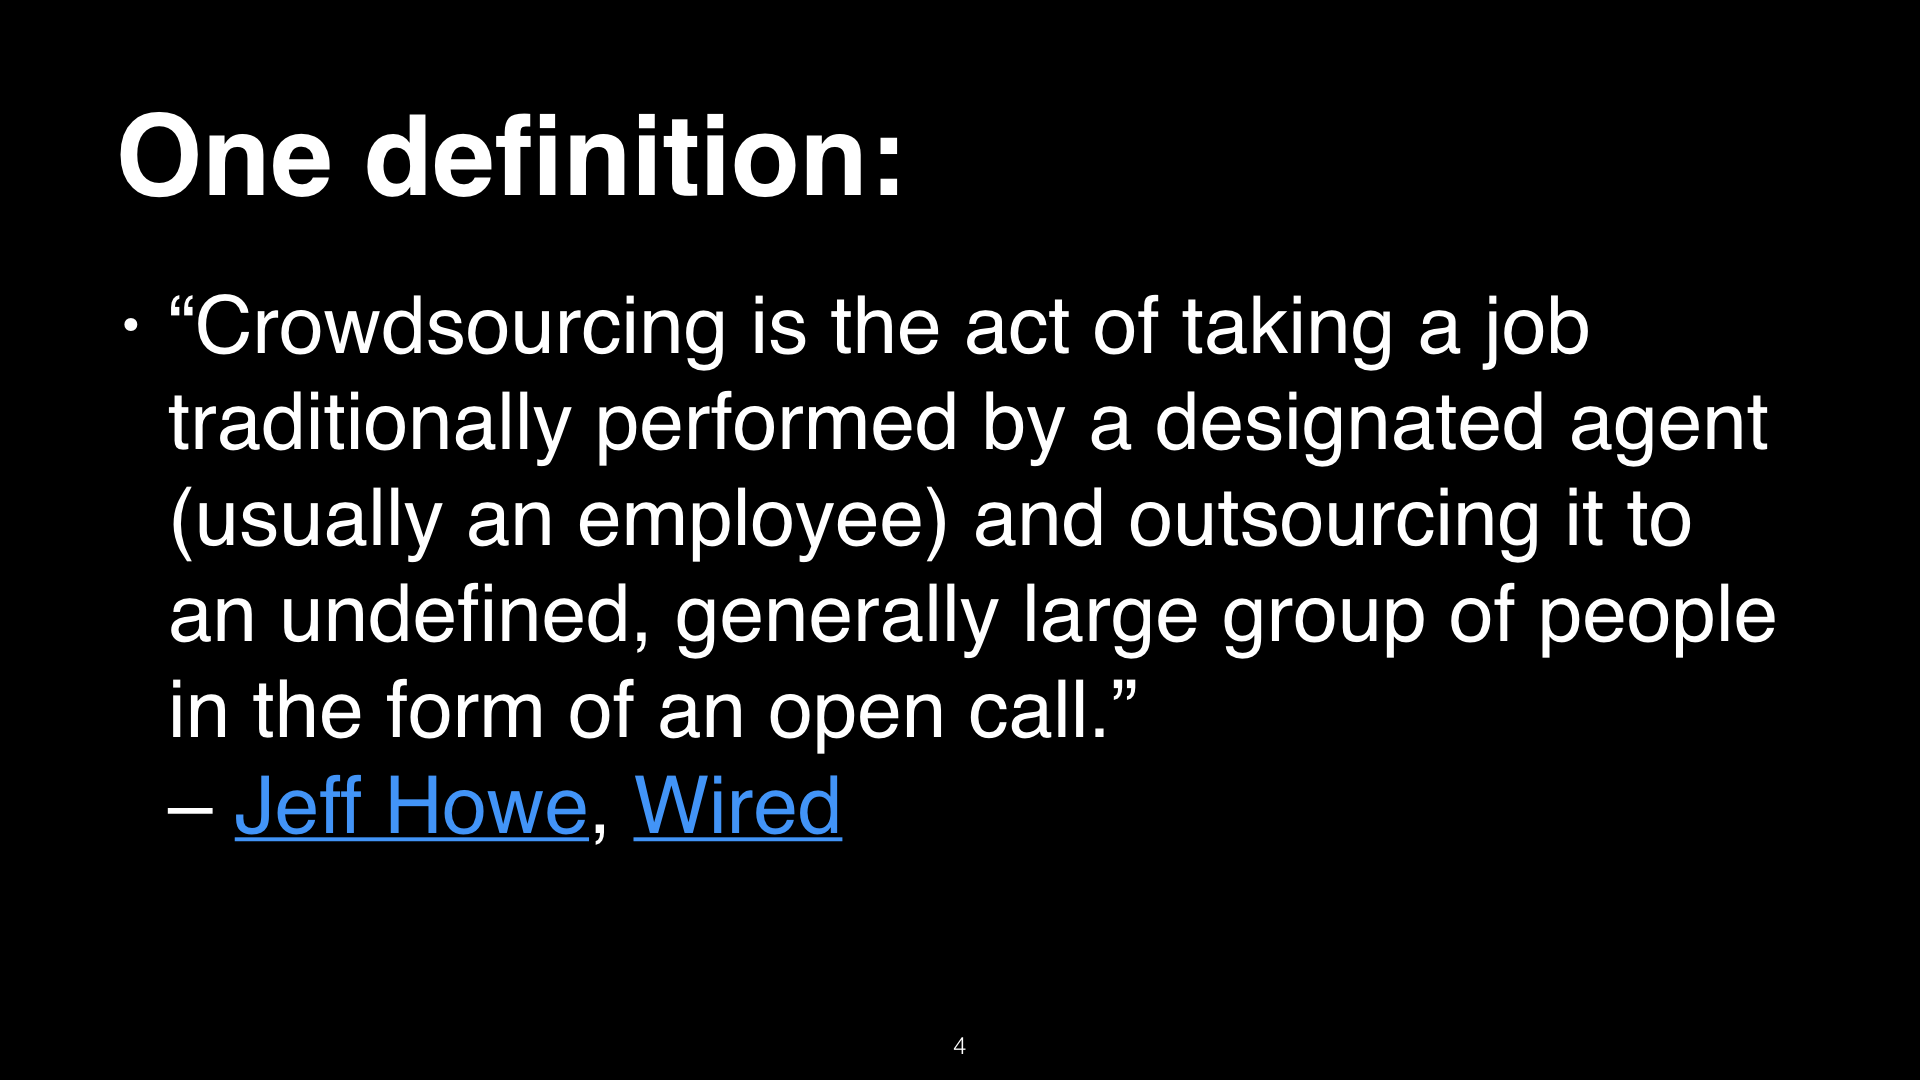 One definition:
• “Crowdsourcing is the act of taking a job
traditionally performed by a designated agent
(usually an employee) and outsourcing it to
an undefined, generally large group of people
in the form of an open call.”
– Jeff Howe, Wired
4